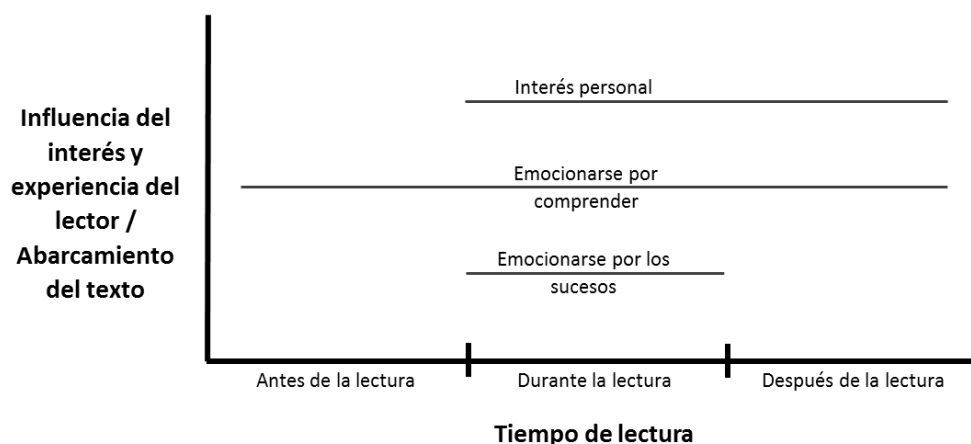 Influencia del
interés y
experiencia del
lector /
Abarcamiento
del texto
Interés personal
Emocionarse por
comprender
Emocionarse por los
sucesos
Antes de la lectura
Durante la lectura
Después de la lectura
Tiempo de lectura